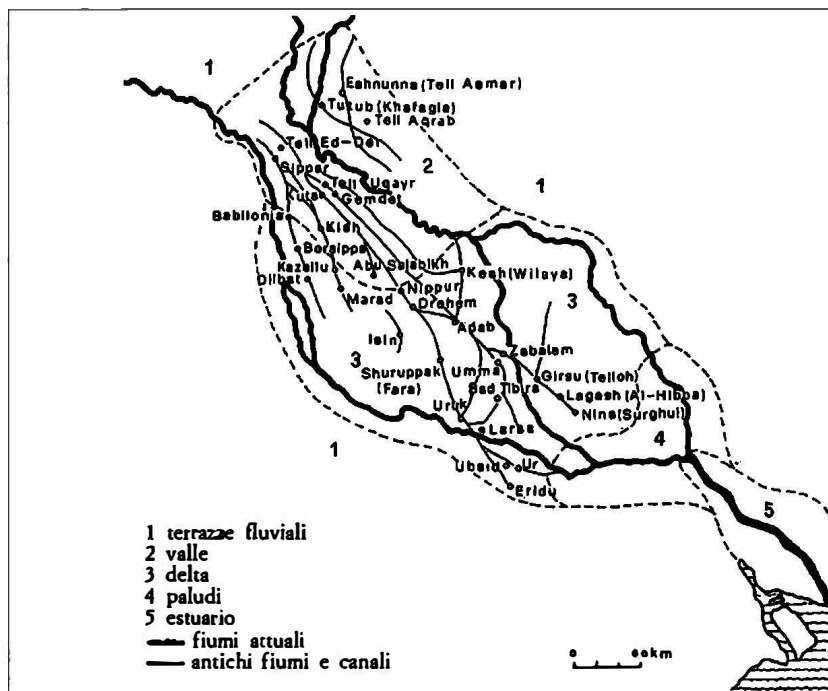 1
Eshnunna (Tell Asmar)
Tutub (Khafagia)
Tell Aqrab
Tell Ed-Der
2
Sippar
Tell Uqayr
1
Kuta
Gemdet
Babilonia
Kish
Borsippa
Abu Salabikh
Kazallu
Kesh (Wilaya)
Dilbat
Nippur
3
Marad
Drehem
Adab
Isin
Zabalam
3
Umma
Girsu (Telloh)
Shuruppak
(Fara)
Bad Tibira
Lagash (Al-Hibba)
Uruk
Nina (Surghul)
Larsa
1
4
Ubaid
Ur
Eridu
5
1 terrazze fluviali
2 valle
3 delta
4 paludi
5 estuario
fiumi attuali
antichi fiumi e canali
0
60km